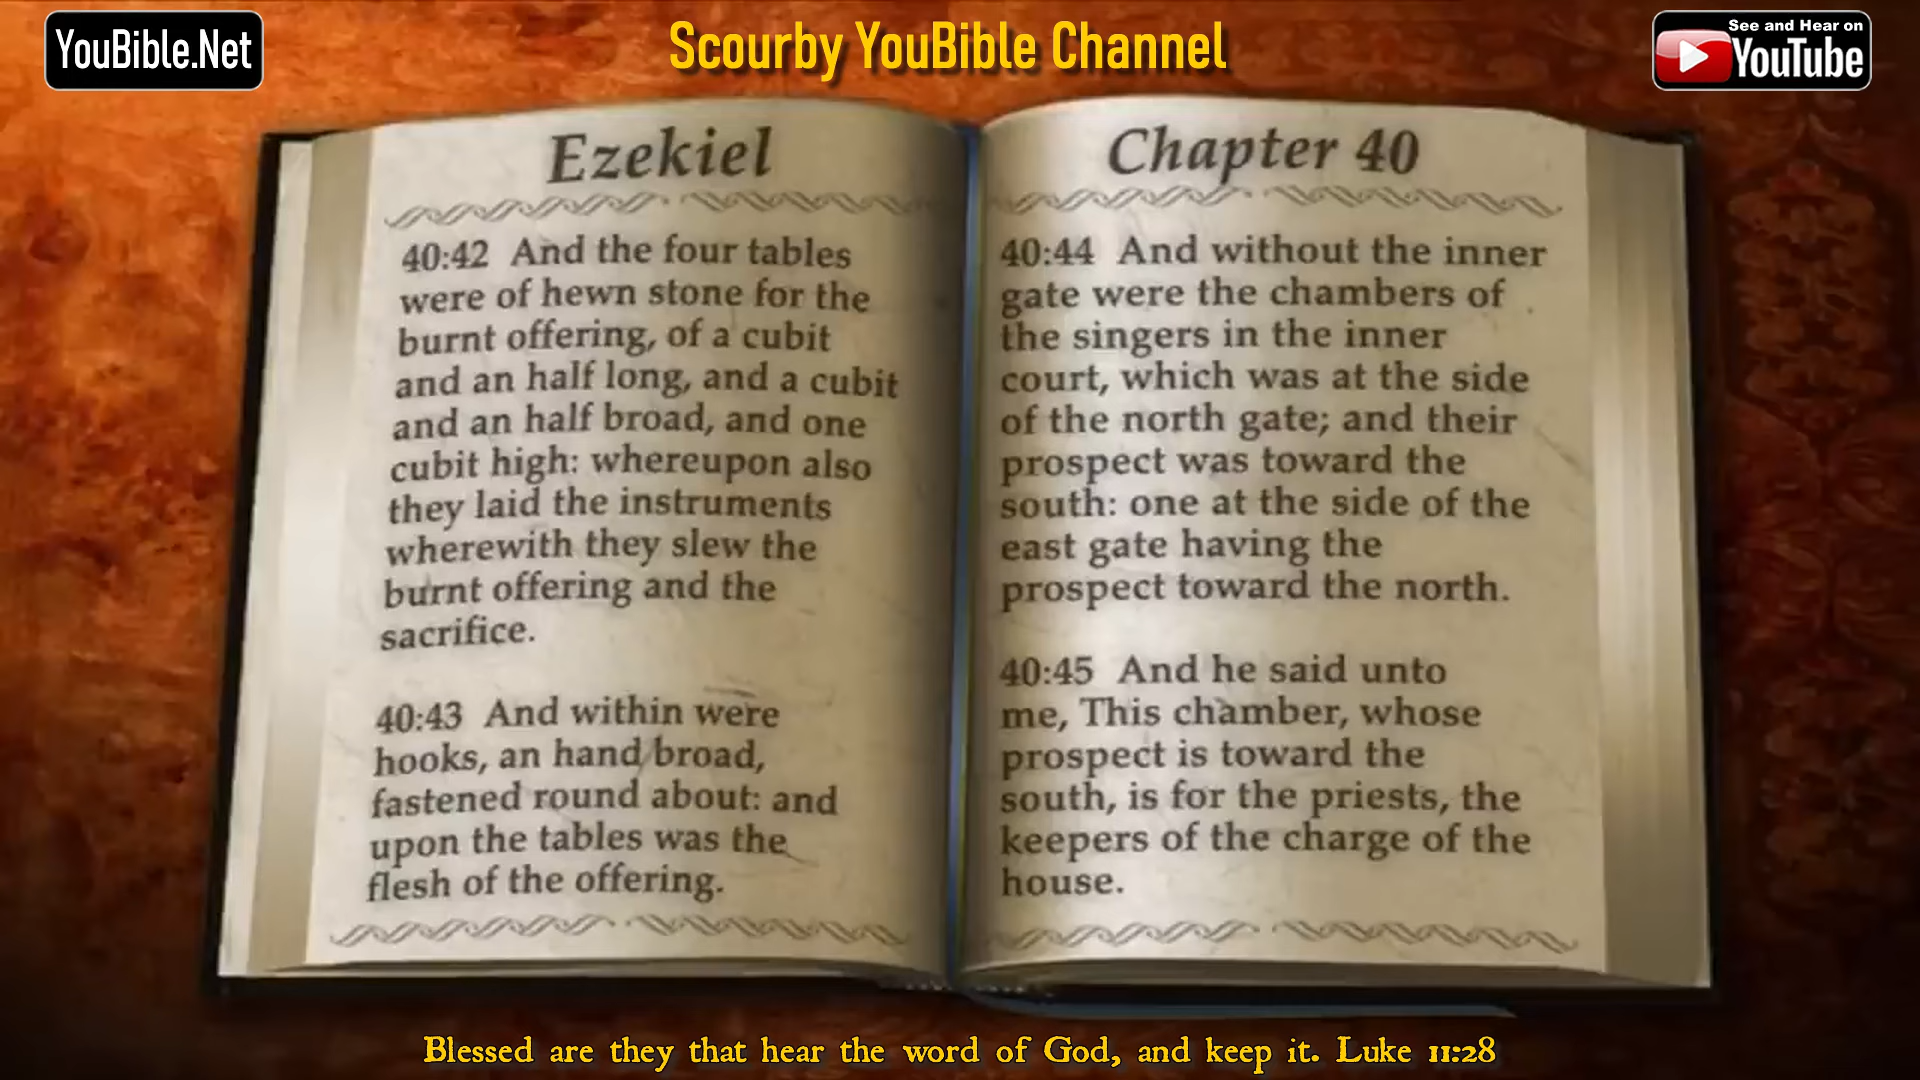 YouBible.Net
Scourby YouBible Channel
See and Hear on
YouTube
Ezekiel
40:42 And the four tables
were of hewn stone for the
burnt offering, of a cubit
and an half long, and a cubit
and an half broad, and one
cubit high: whereupon also
they laid the instruments
wherewith they slew the
burnt offering and the
sacrifice.
40:43 And within were
hooks, an hand broad,
fastened round about: and
upon the tables was the
flesh of the offering.
Chapter 40
40:44 And without the inner
gate were the chambers of
the singers in the inner
court, which was at the side
of the north gate; and their
prospect was toward the
south: one at the side of the
east gate having the
prospect toward the north.
40:45 And he said unto
me, This chamber, whose
prospect is toward the
south, is for the priests, the
keepers of the charge of the
house.
Blessed are they that hear the word of God, and keep it. Luke 11:28